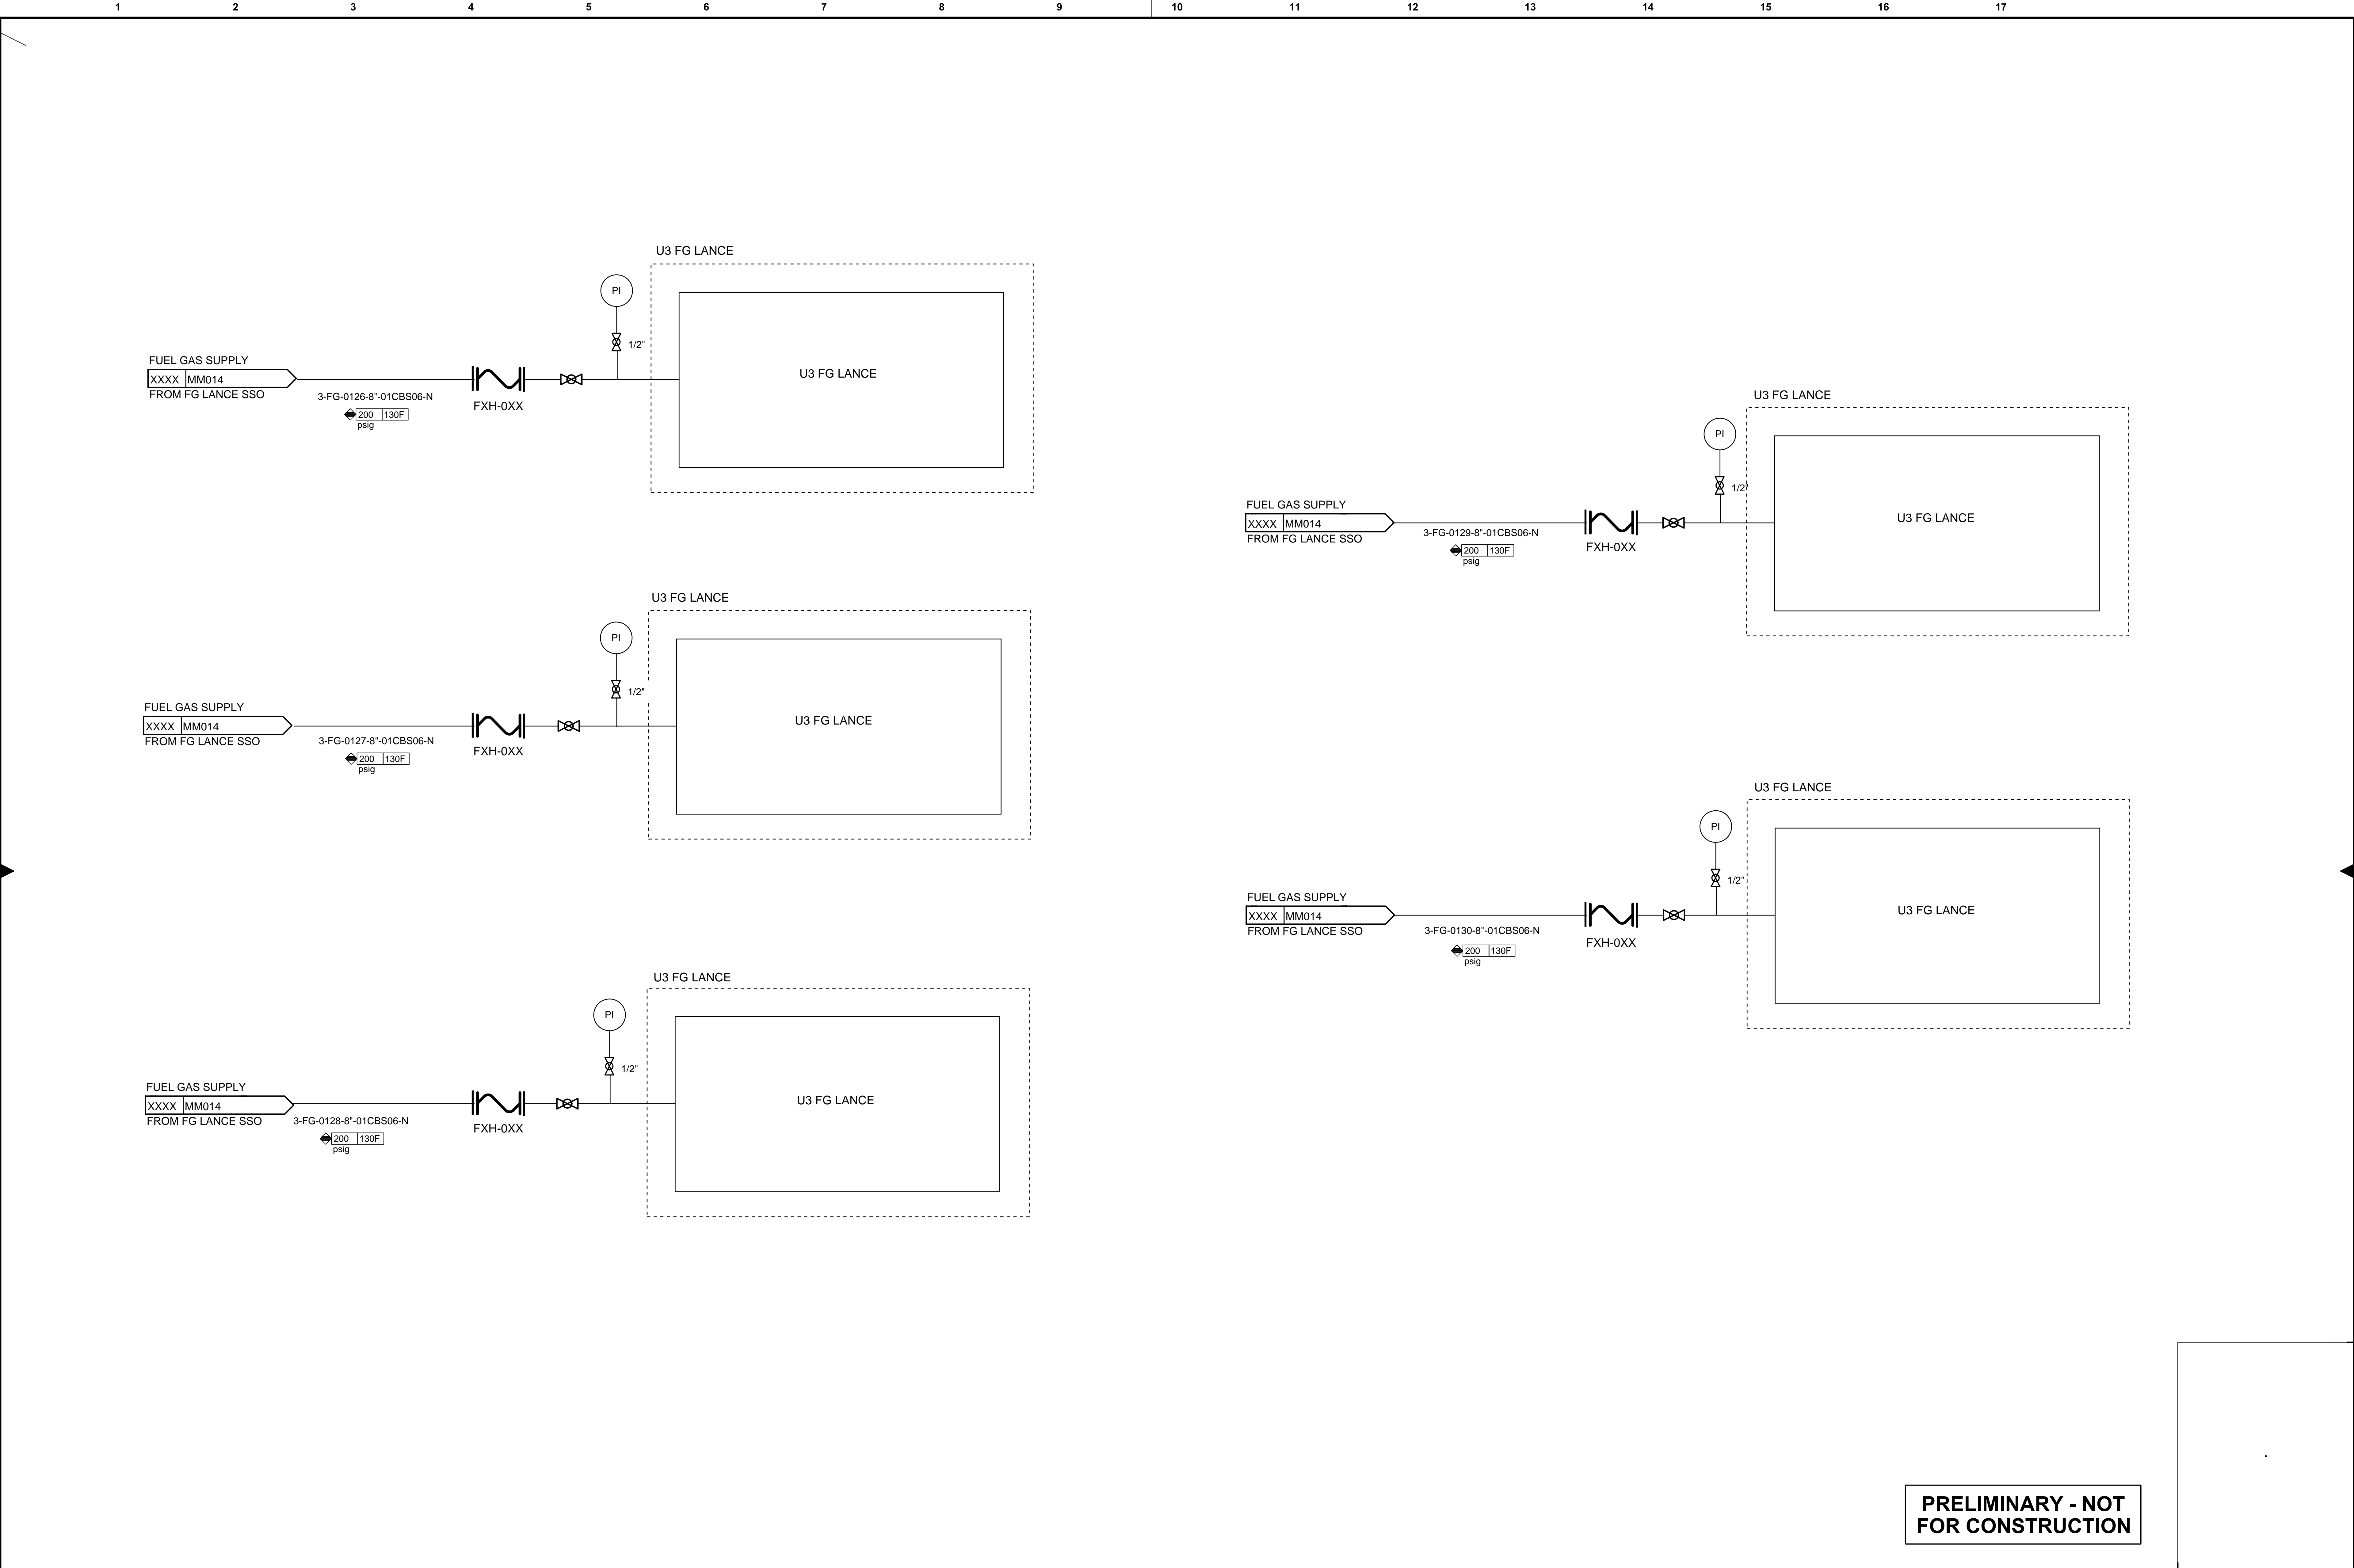 1 2 3 4 5 6 7 8 9 10 11 12 13 14 15 16 17
U3 FG LANCE
PI
1/2"
FUEL GAS SUPPLY
XXXX MM014
FROM FG LANCE SSO
3-FG-0126-8"-01CBS06-N
200 130F
psig
FXH-0XX
U3 FG LANCE
U3 FG LANCE
PI
1/2"
FUEL GAS SUPPLY
XXXX MM014
FROM FG LANCE SSO
3-FG-0127-8"-01CBS06-N
200 130F
psig
FXH-0XX
U3 FG LANCE
U3 FG LANCE
PI
1/2"
FUEL GAS SUPPLY
XXXX MM014
FROM FG LANCE SSO
3-FG-0128-8"-01CBS06-N
200 130F
psig
FXH-0XX
U3 FG LANCE
U3 FG LANCE
PI
1/2"
FUEL GAS SUPPLY
XXXX MM014
FROM FG LANCE SSO
3-FG-0129-8"-01CBS06-N
200 130F
psig
FXH-0XX
U3 FG LANCE
U3 FG LANCE
PI
1/2"
FUEL GAS SUPPLY
XXXX MM014
FROM FG LANCE SSO
3-FG-0130-8"-01CBS06-N
200 130F
psig
FXH-0XX
U3 FG LANCE
PRELIMINARY - NOT
FOR CONSTRUCTION